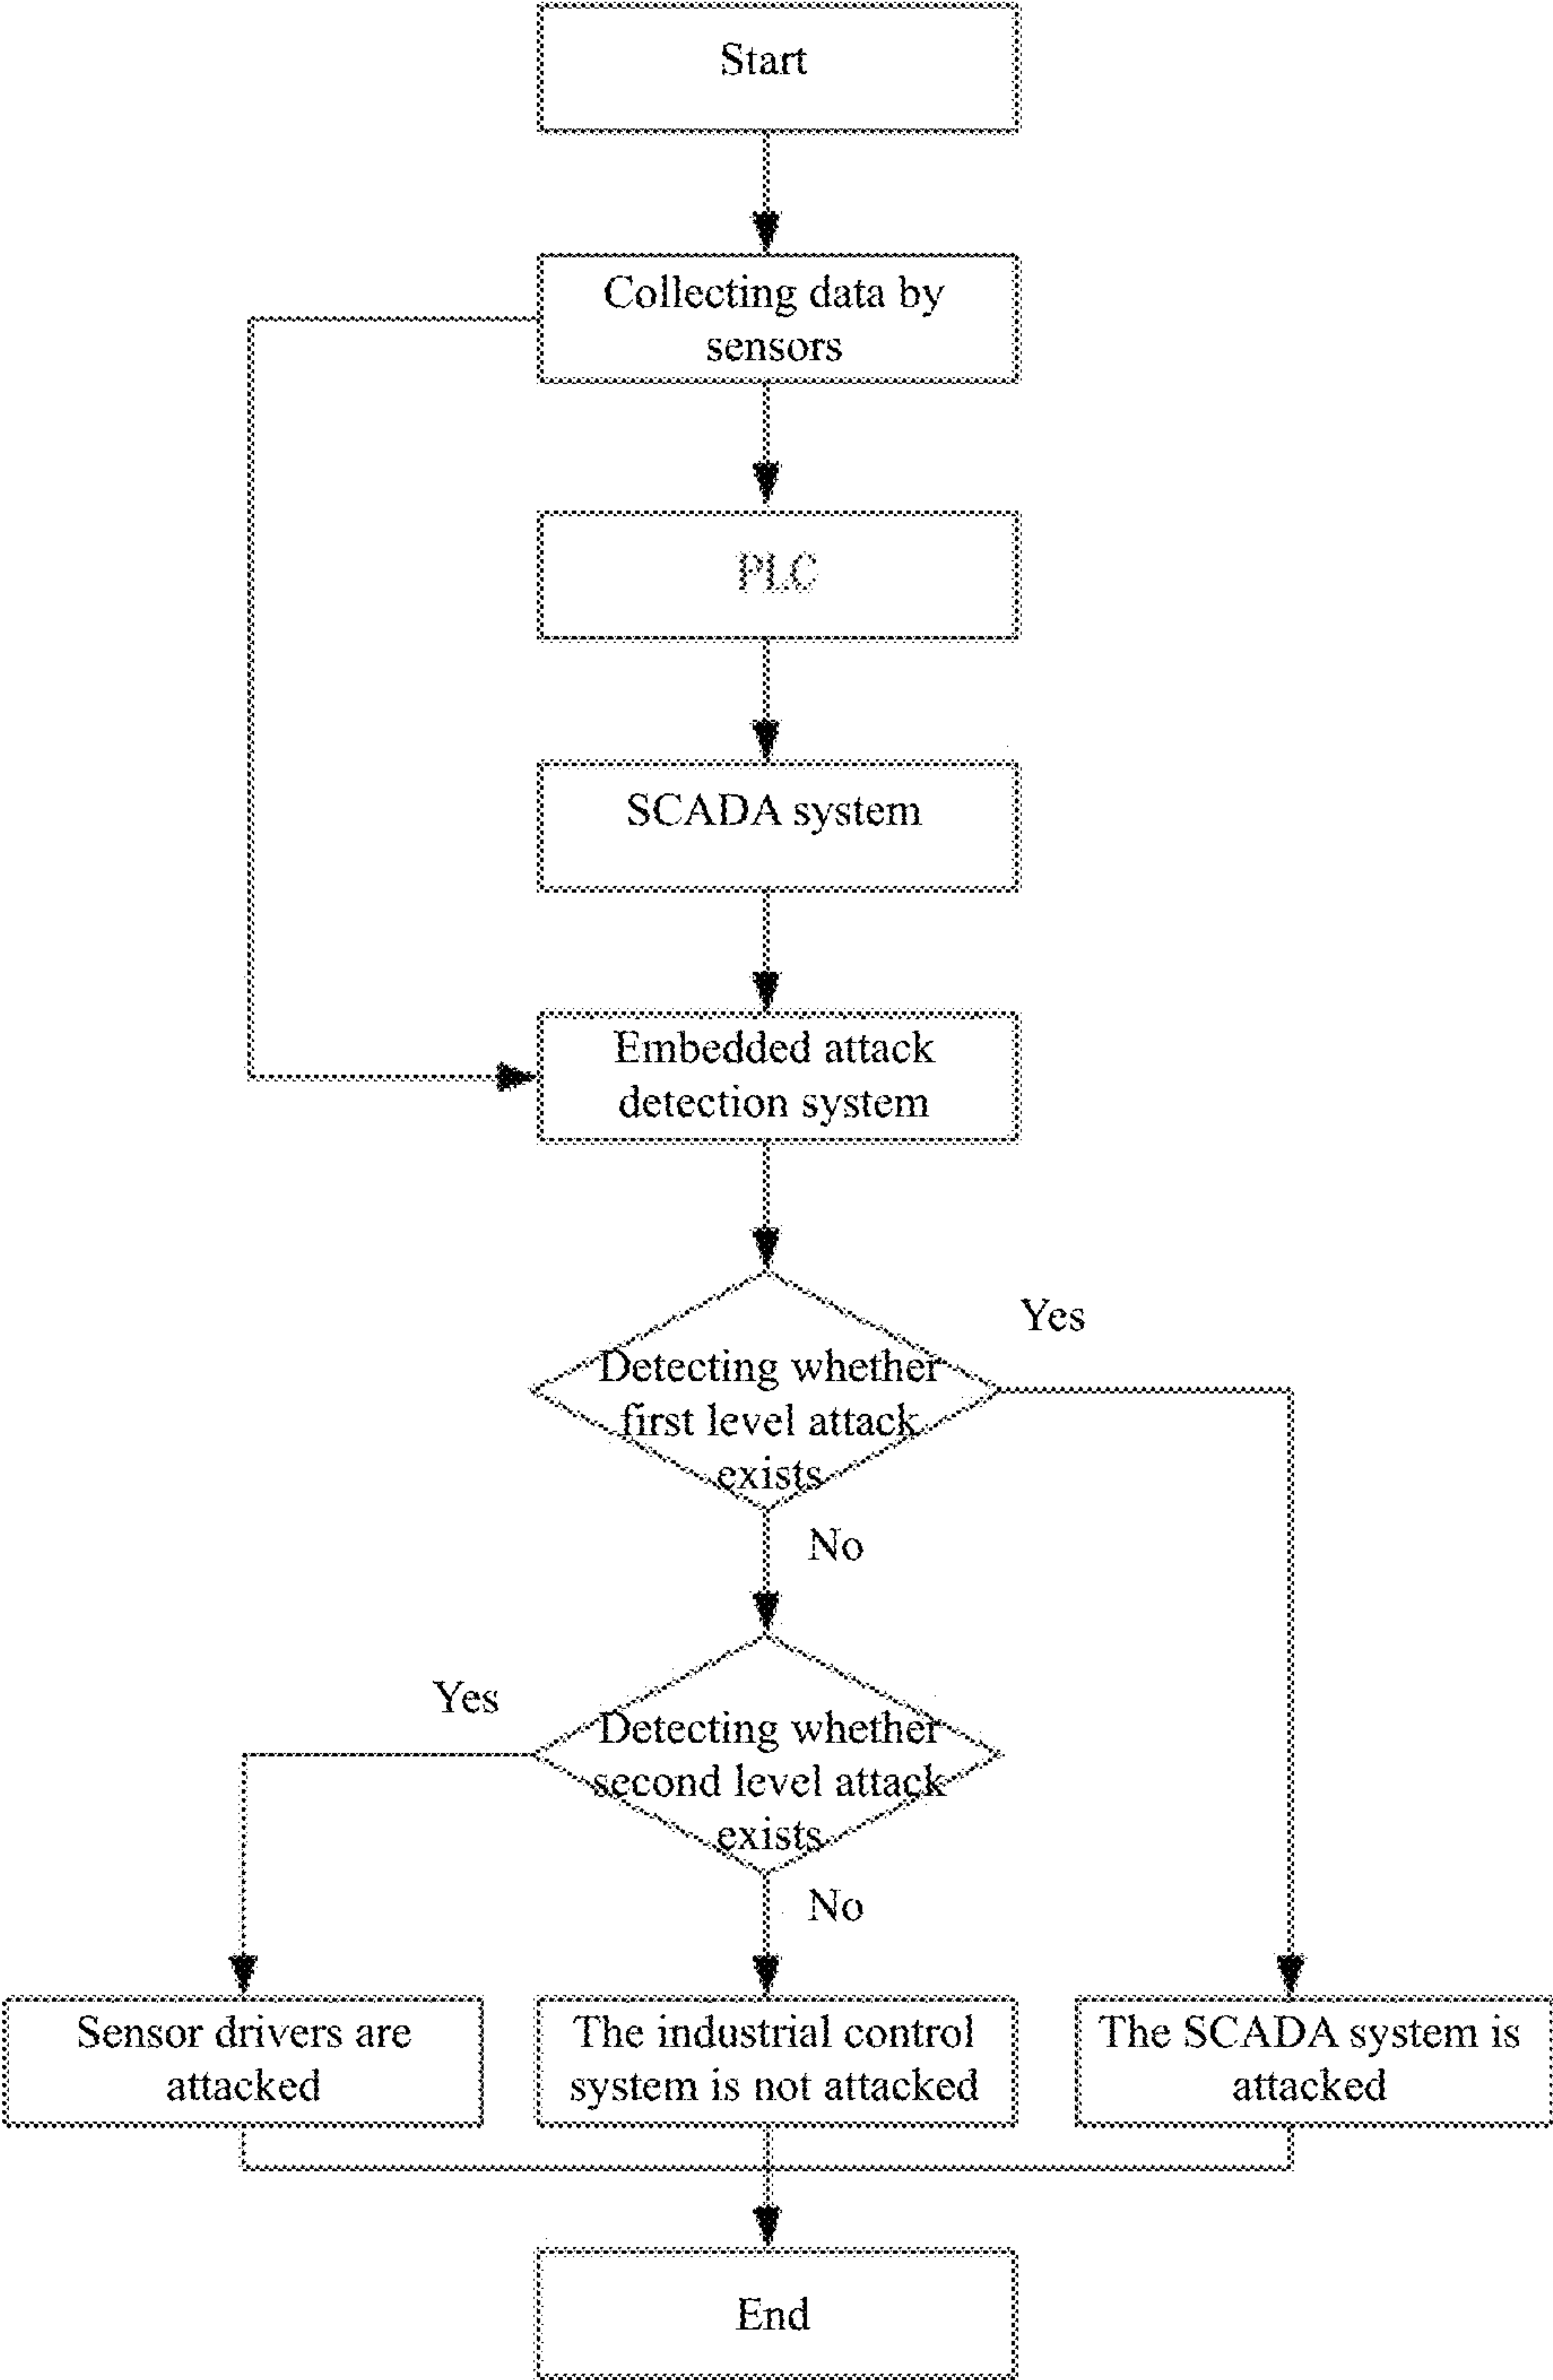 Start
Collecting data by
sensors
PLC
SCADA system
Embedded attack
detection system
Yes
Detecting whether
first level attack
exists
No
Yes
Detecting whether
second level attack
exists
No
Sensor drivers are
attacked
The industrial control
system is not attacked
The SCADA system is
attacked
End